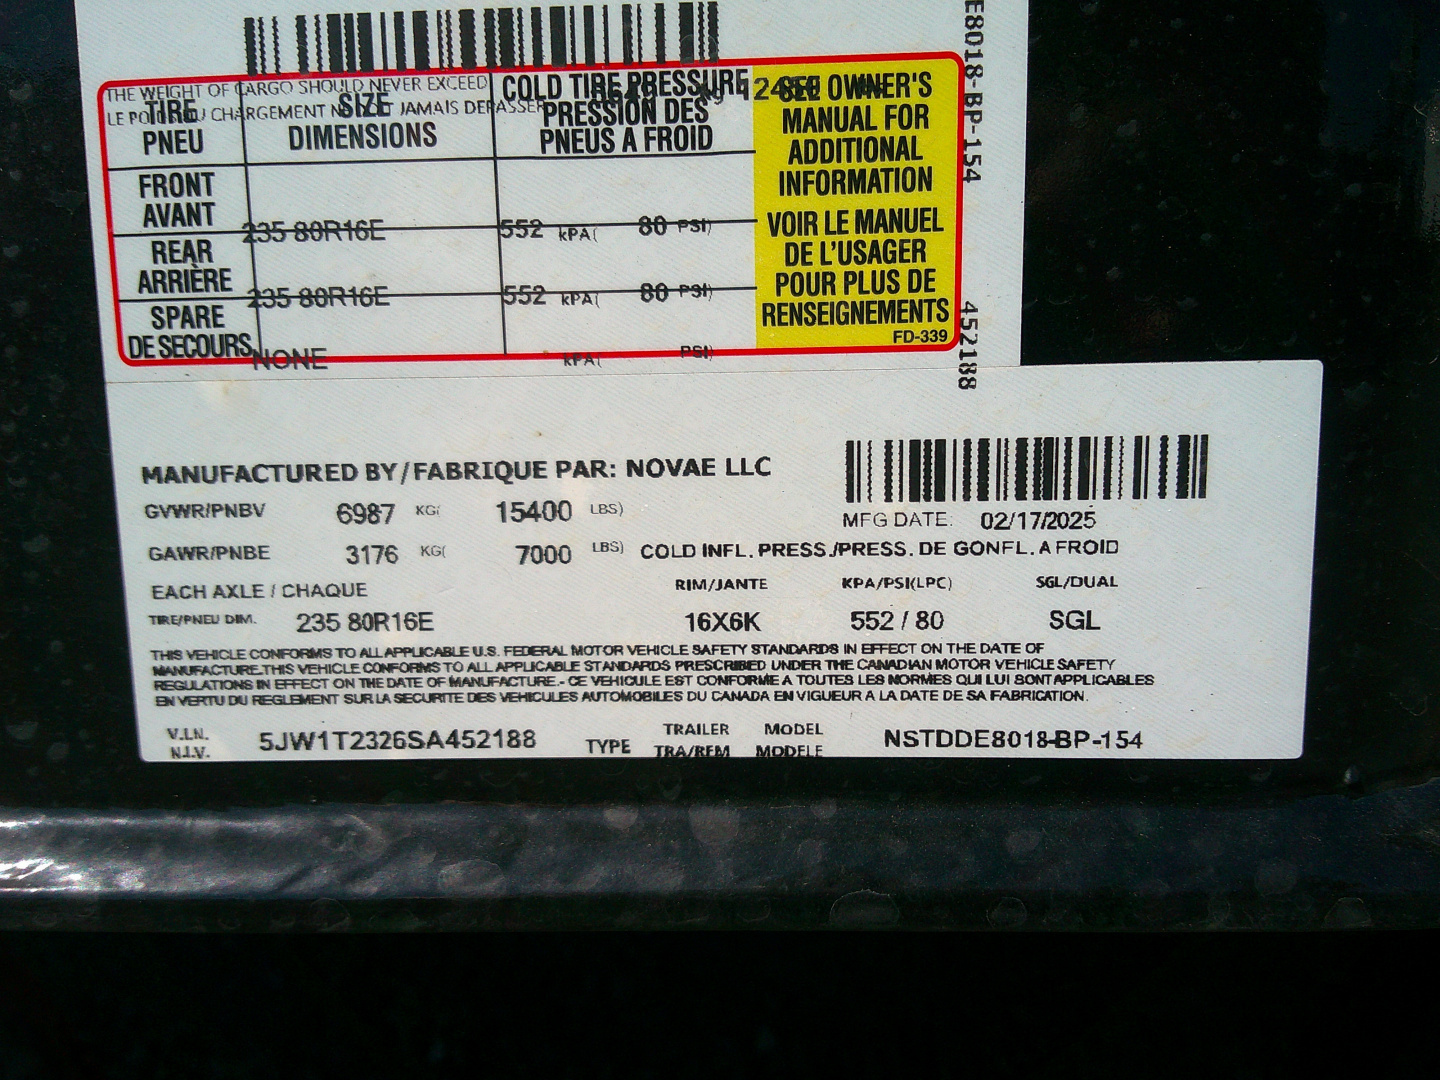 THE WEIGHT OF CARGO SHOULD NEVER EXCEED
LE POIDS DU CHARGEMENT NE DOIT JAMAIS DEPASSER
TIRE
PNEU
SIZE
DIMENSIONS
COLD TIRE PRESSURE
PRESSION DES
PNEUS A FROID
SEE OWNER'S
MANUAL FOR
ADDITIONAL
INFORMATION
VOIR LE MANUEL
DE L'USAGER
POUR PLUS DE
RENSEIGNEMENTS
FD-339
FRONT
AVANT
235 80R16E 552 KPA( 80 PSI)
REAR
ARRIÈRE
235 80R16E 552 KPA( 80 PSI)
SPARE
DE SECOURS
NONE KPA( PSI)
E8018-BP-154 452188
MANUFACTURED BY/FABRIQUE PAR: NOVAE LLC
GVWR/PNBV 6987 KG( 15400 LBS)
MFG DATE: 02/17/2025
GAWR/PNBE 3176 KG( 7000 LBS) COLD INFL. PRESS./PRESS. DE GONFL. A FROID
EACH AXLE / CHAQUE RIM/JANTE KPA/PSI(LPC) SGL/DUAL
TIRE/PNEU DIM. 235 80R16E 16X6K 552 / 80 SGL
THIS VEHICLE CONFORMS TO ALL APPLICABLE U.S. FEDERAL MOTOR VEHICLE SAFETY STANDARDS IN EFFECT ON THE DATE OF
MANUFACTURE.THIS VEHICLE CONFORMS TO ALL APPLICABLE STANDARDS PRESCRIBED UNDER THE CANADIAN MOTOR VEHICLE SAFETY
REGULATIONS IN EFFECT ON THE DATE OF MANUFACTURE.- CE VEHICULE EST CONFORME A TOUTES LES NORMES QUI LUI SONT APPLICABLES
EN VERTU DU REGLEMENT SUR LA SECURITE DES VEHICULES AUTOMOBILES DU CANADA EN VIGUEUR A LA DATE DE SA FABRICATION.
V.I.N.
N.I.V.
5JW1T2326SA452188
TYPE
TRAILER
TRA/REM
MODEL
MODELE
NSTDDE8018-BP-154